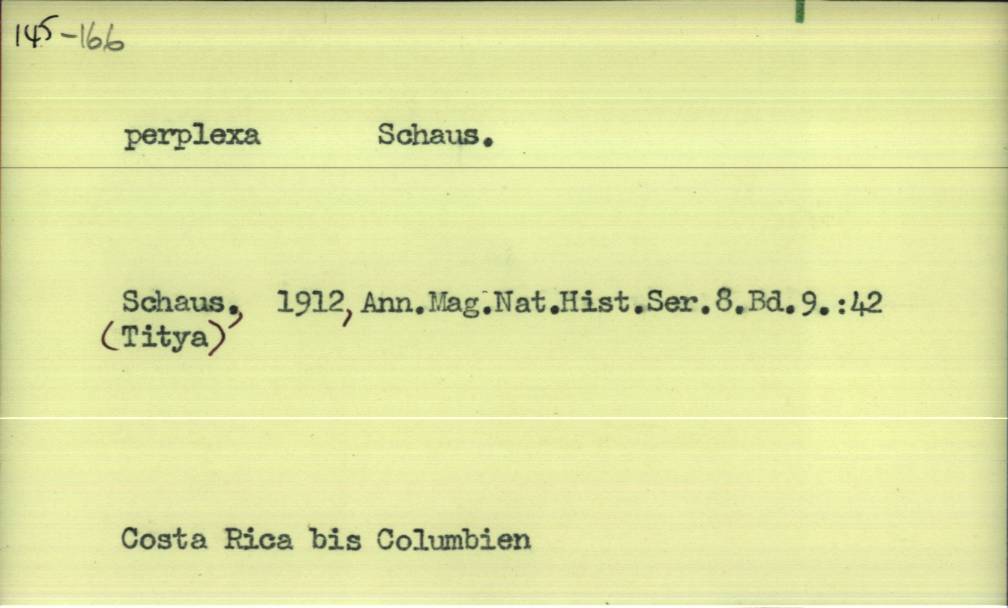 145-166
perplexa Schaus.
Schaus., 1912, Ann.Mag.Nat.Hist.Ser.8.Bd.9.:42
(Titya)
Costa Rica bis Columbien